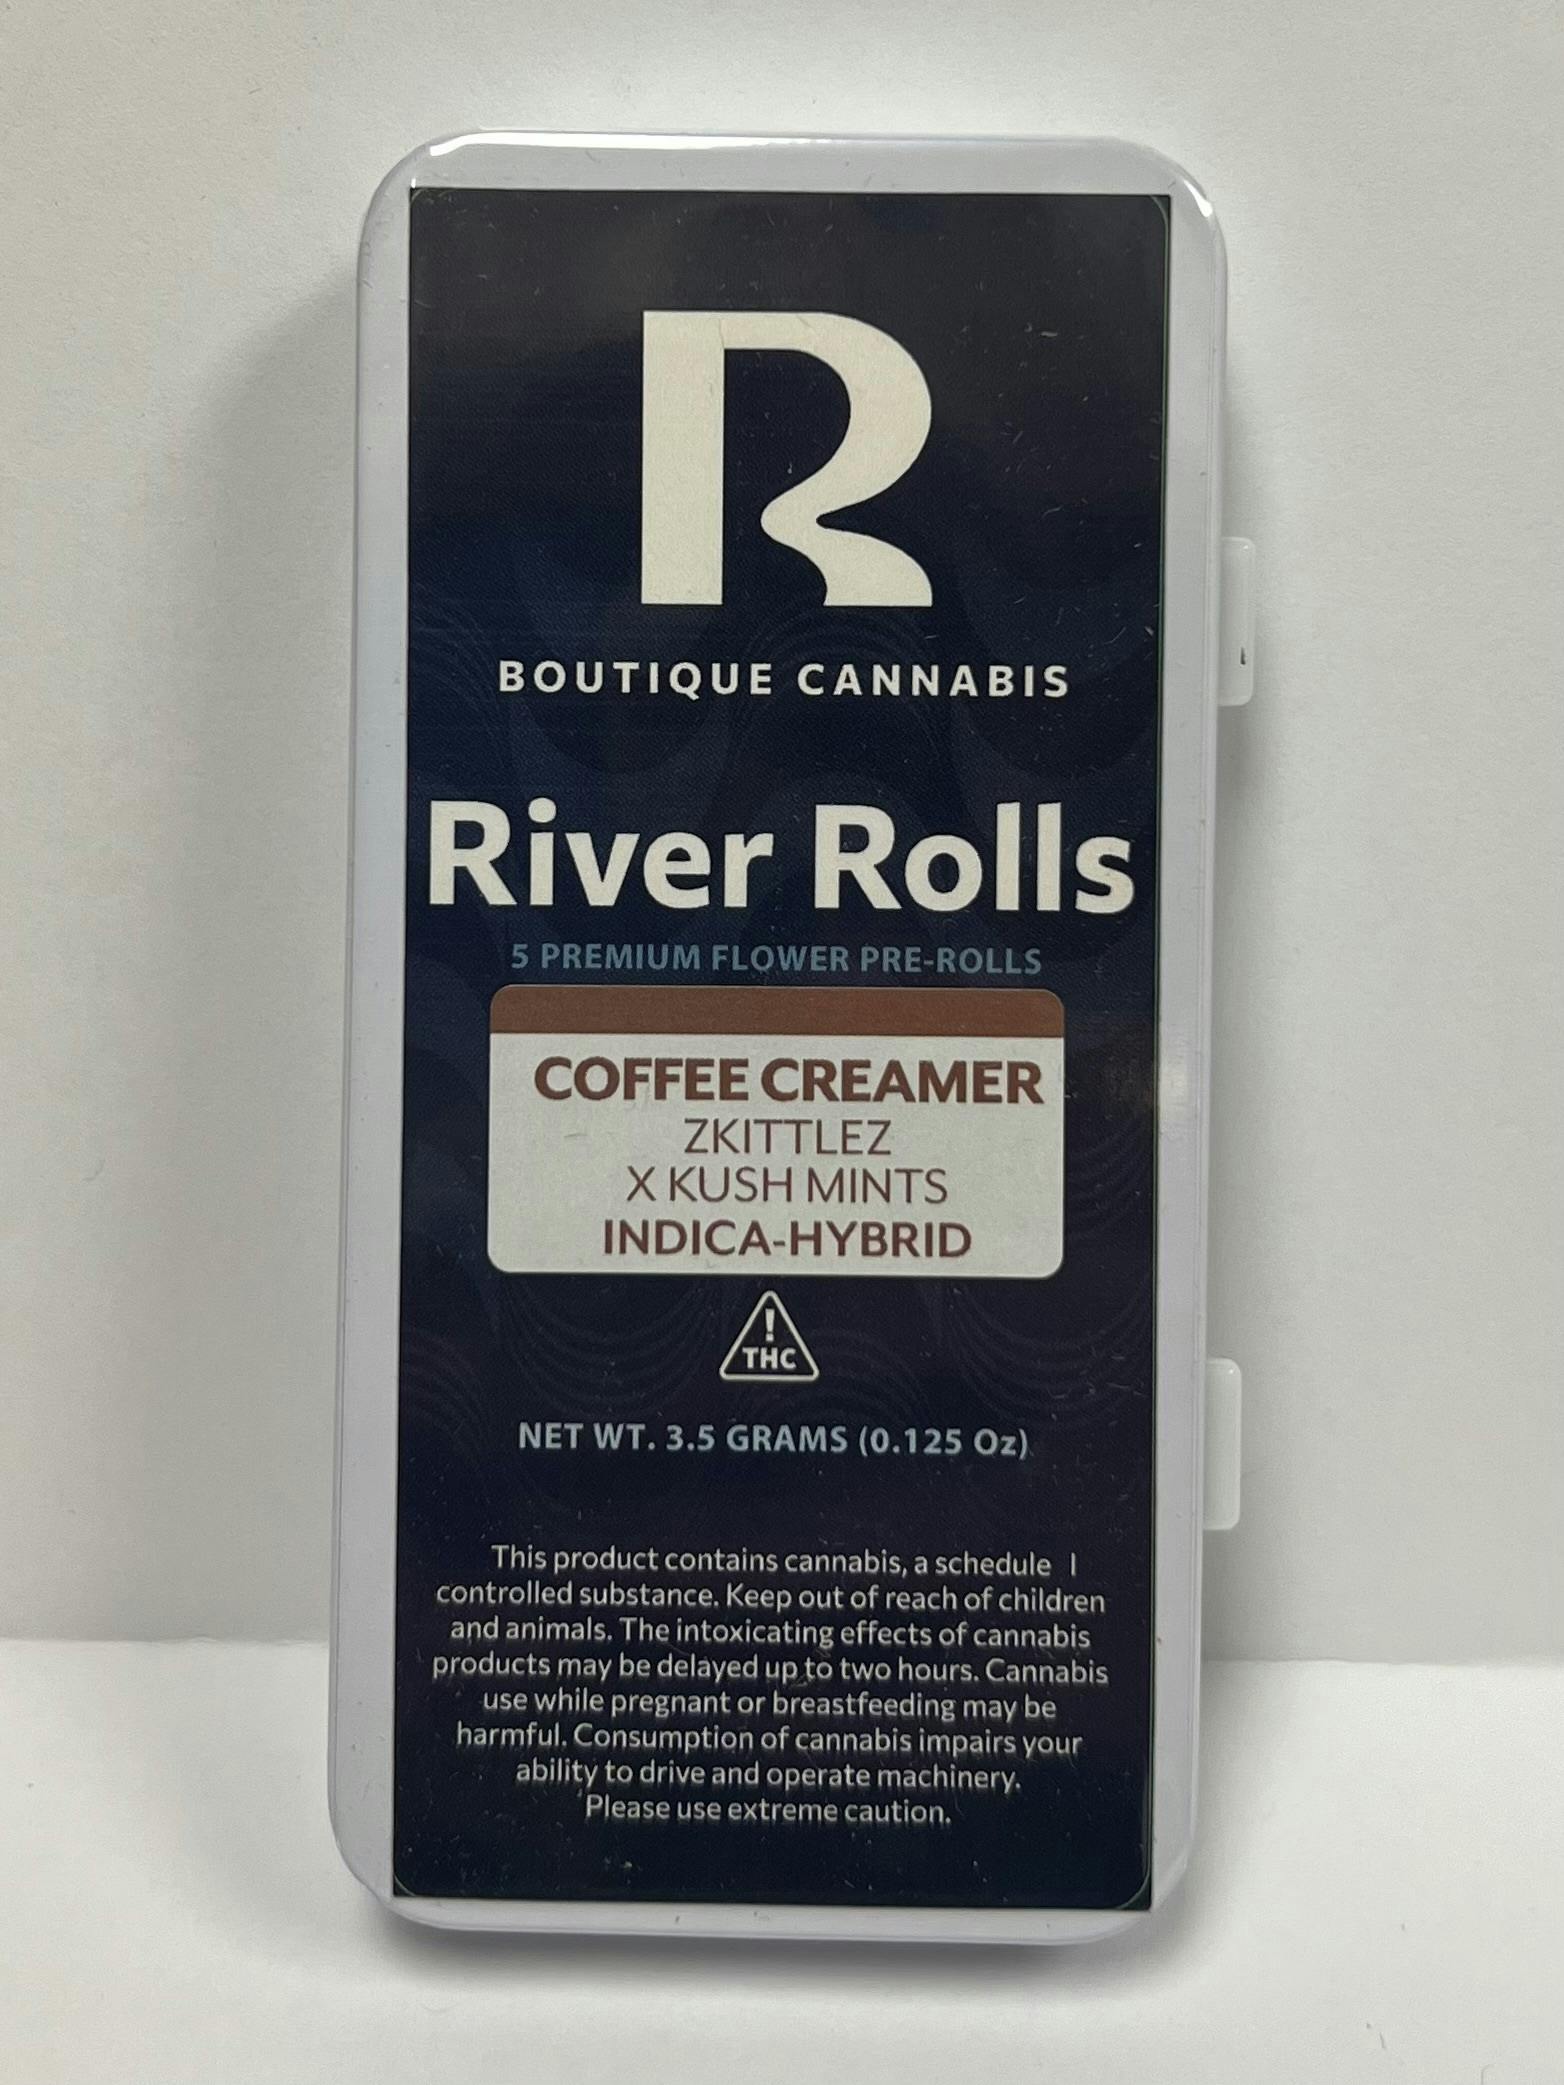 R
BOUTIQUE CANNABIS
River Rolls
5 PREMIUM FLOWER PRE-ROLLS
COFFEE CREAMER
ZKITTLEZ
X KUSH MINTS
INDICA-HYBRID
!
THC
NET WT. 3.5 GRAMS (0.125 Oz)
This product contains cannabis, a schedule I
controlled substance. Keep out of reach of children
and animals. The intoxicating effects of cannabis
products may be delayed up to two hours. Cannabis
use while pregnant or breastfeeding may be
harmful. Consumption of cannabis impairs your
ability to drive and operate machinery.
Please use extreme caution.